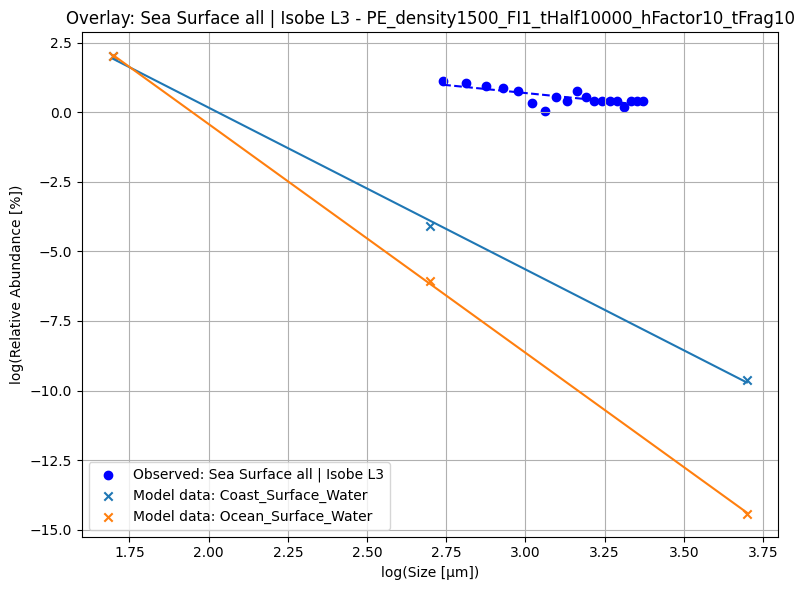 Overlay: Sea Surface all | Isobe L3 - PE_density1500_FI1_tHalf10000_hFactor10_tFrag10
log(Relative Abundance [%])
2.5
0.0
−2.5
−5.0
−7.5
−10.0
−12.5
−15.0
Observed: Sea Surface all | Isobe L3
Model data: Coast_Surface_Water
Model data: Ocean_Surface_Water
1.75 2.00 2.25 2.50 2.75 3.00 3.25 3.50 3.75
log(Size [µm])